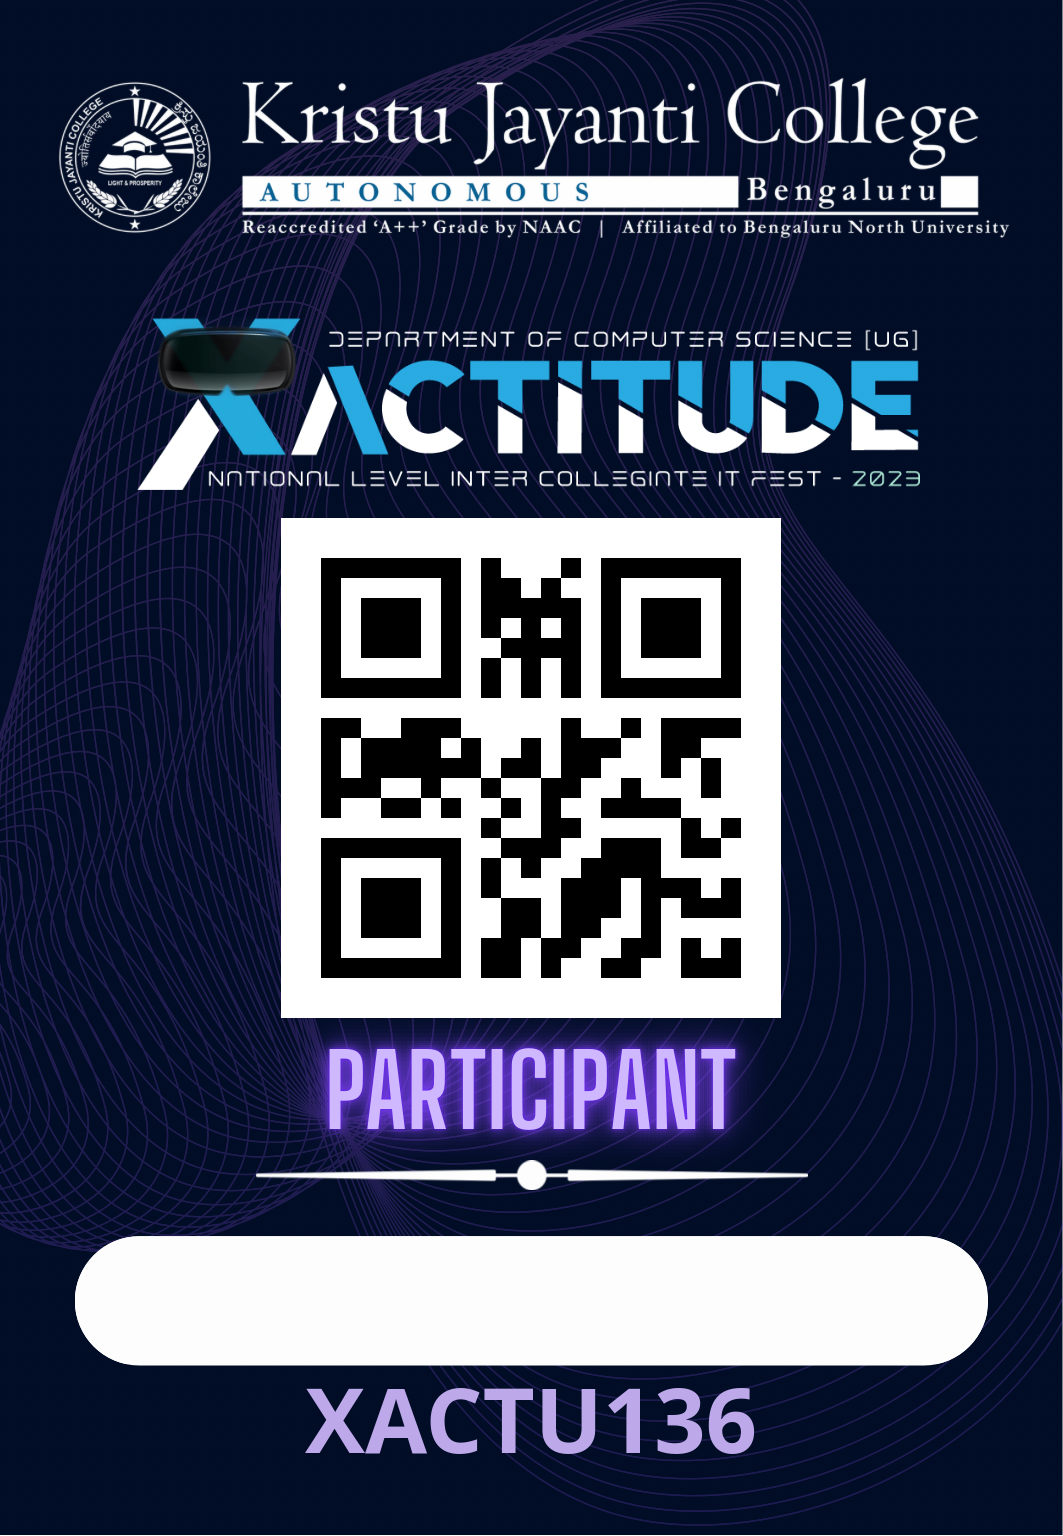 Kristu Jayanti College
AUTONOMOUS Bengaluru
Reaccredited ‘A++’ Grade by NAAC | Affiliated to Bengaluru North University
KRISTU JAYANTI COLLEGE
LIGHT & PROSPERITY
DEPARTMENT OF COMPUTER SCIENCE [UG]
XACTITUDE
NATIONAL LEVEL INTER COLLEGIATE IT FEST - 2023
PARTICIPANT
XACTU136